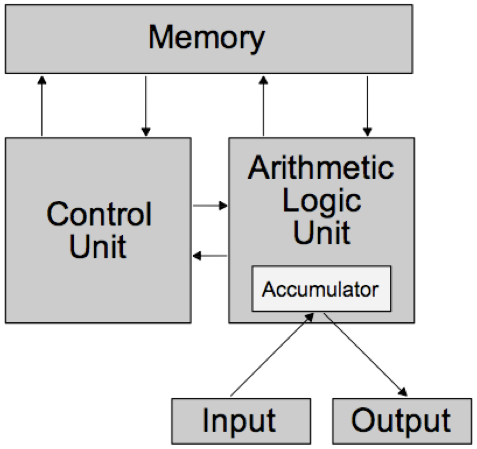 Memory
Control
Unit
Arithmetic
Logic
Unit
Accumulator
Input
Output